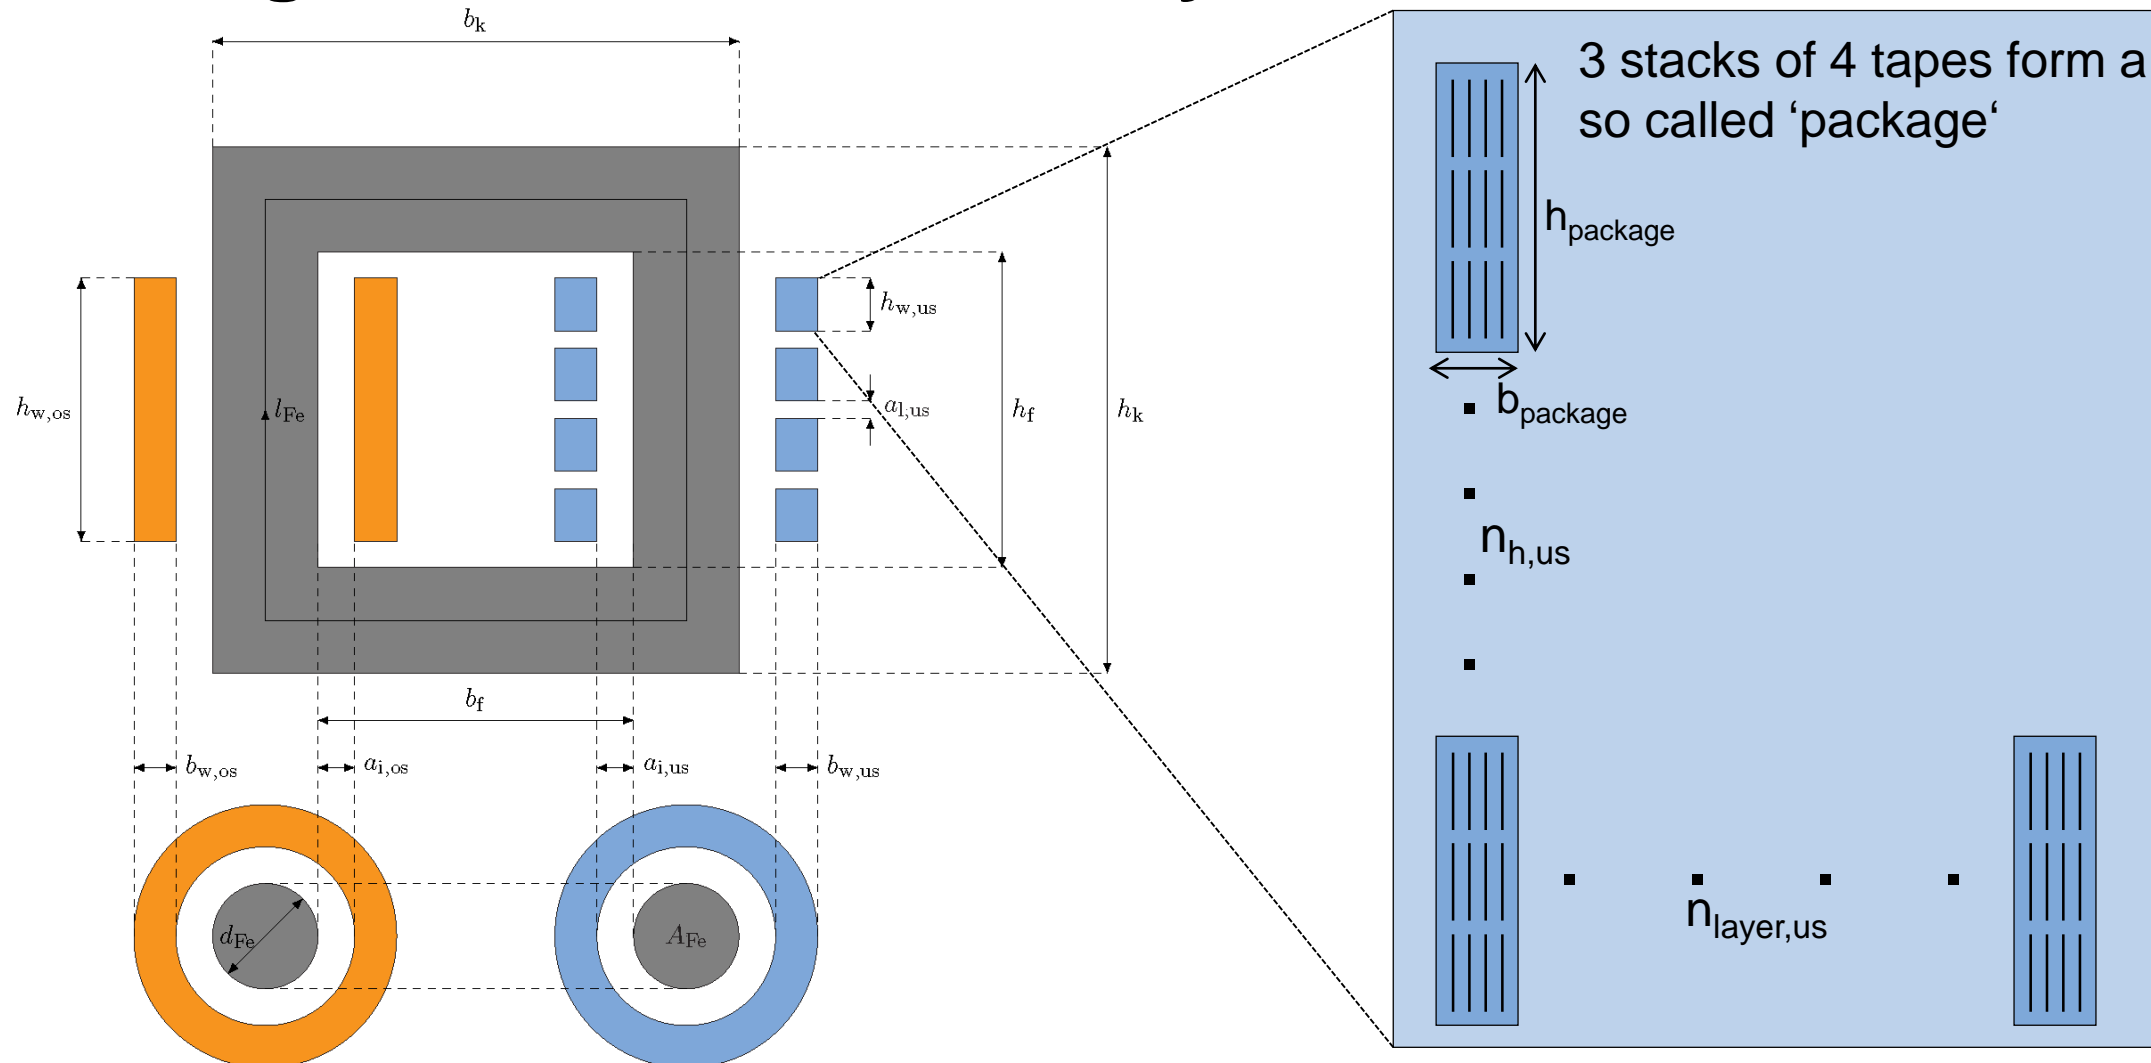 b_k
3 stacks of 4 tapes form a
so called ‘package‘
h_package
h_w,us
h_w,os
l_Fe
a_l,us
h_f
h_k
b_package
n_h,us
b_f
b_w,os
a_i,os
a_i,us
b_w,us
d_Fe
A_Fe
n_layer,us